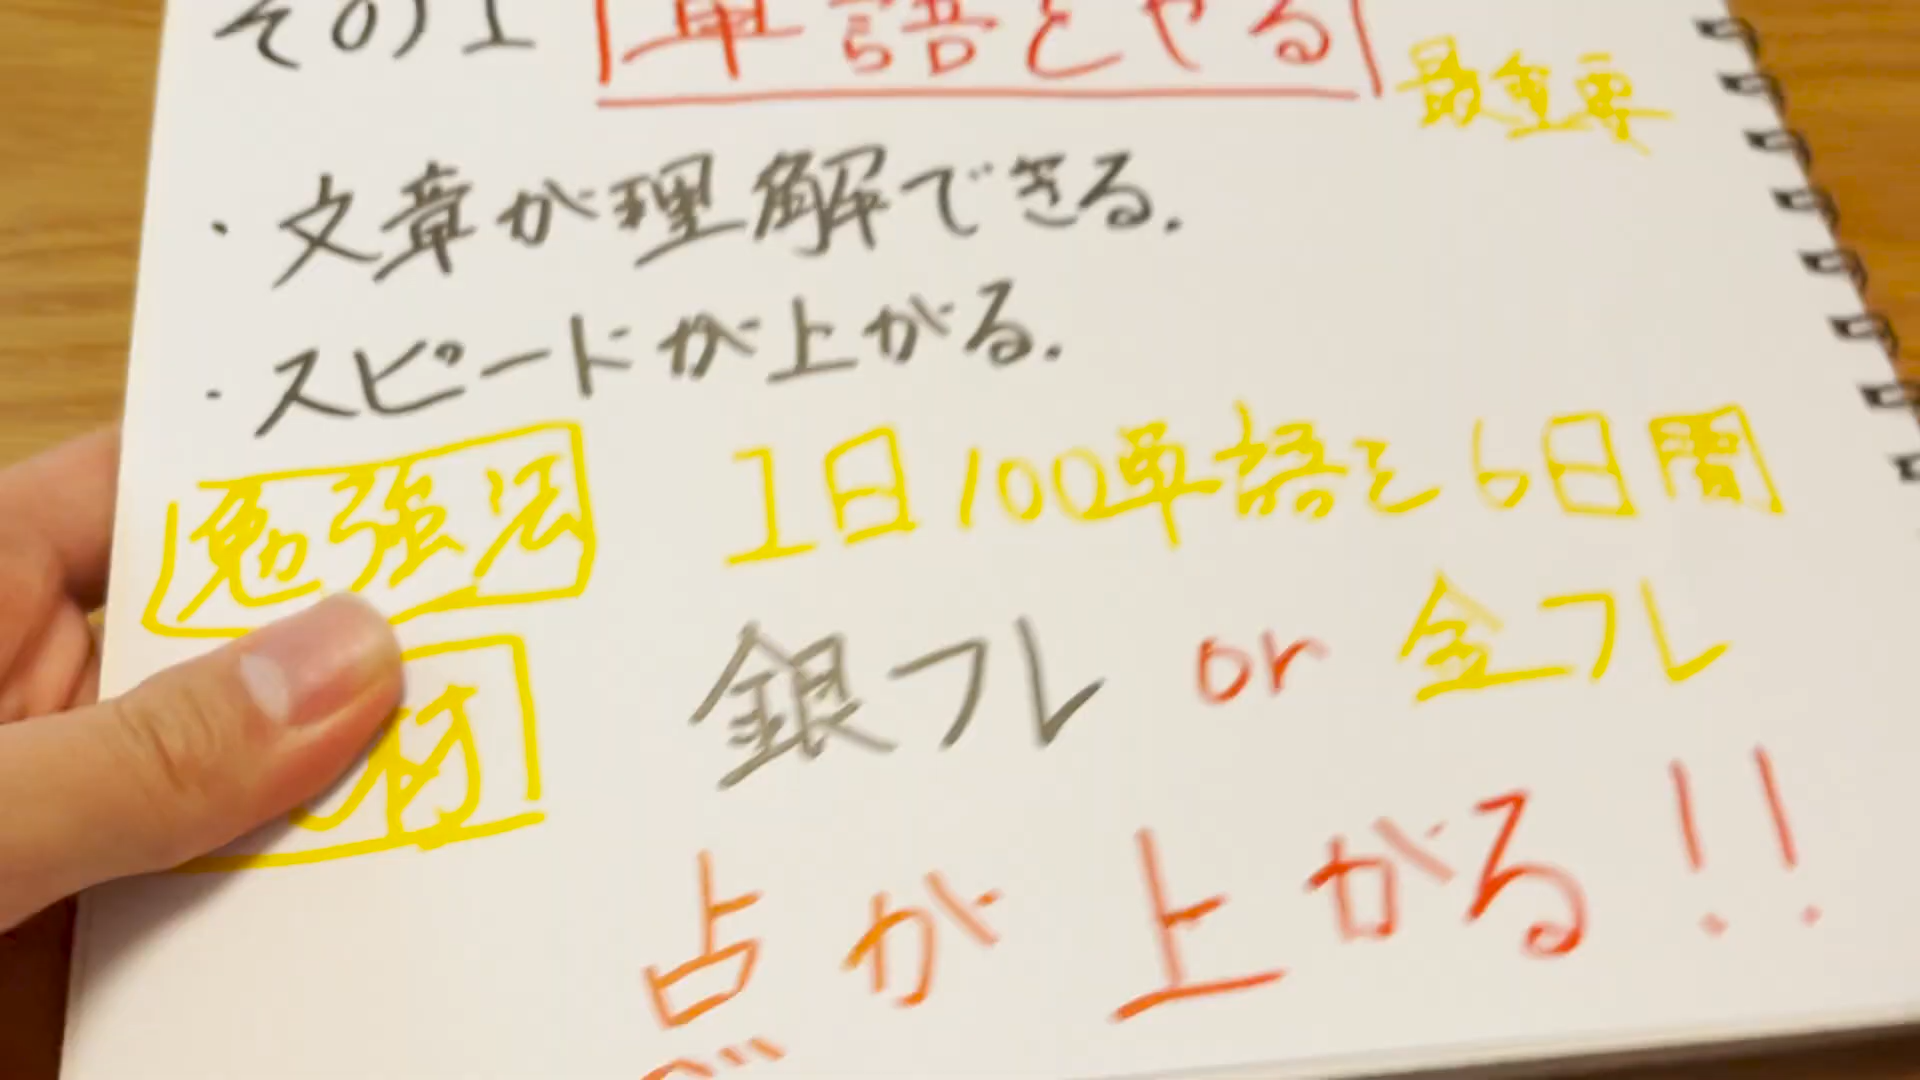 その1 単語をやる 最重要
・文章が理解できる.
・スピードが上がる.
勉強法 1日100単語を6日間
材 銀フレ or 金フレ
点が上がる!!